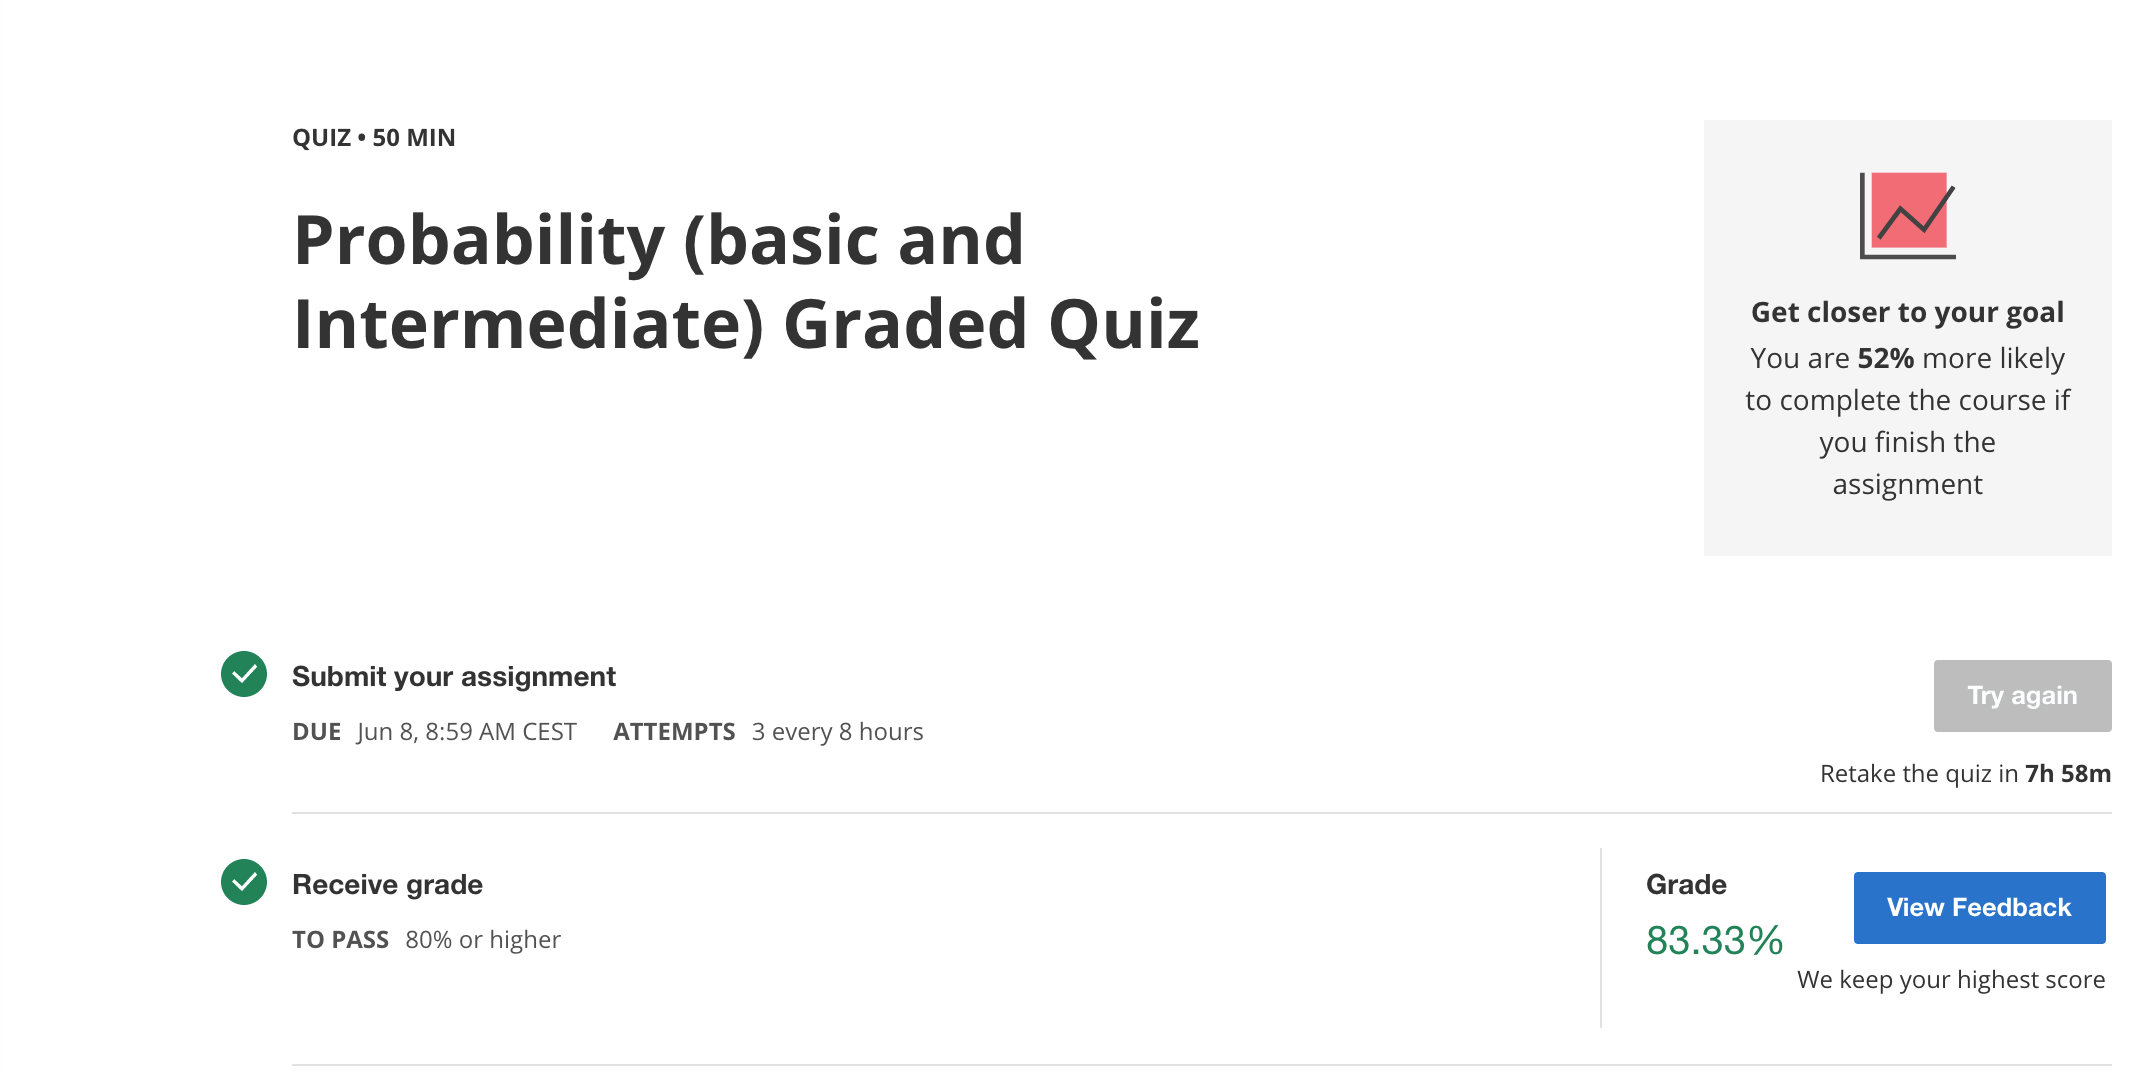 QUIZ • 50 MIN
Probability (basic and
Intermediate) Graded Quiz
Get closer to your goal
You are 52% more likely
to complete the course if
you finish the
assignment
Submit your assignment
DUE Jun 8, 8:59 AM CEST ATTEMPTS 3 every 8 hours
Try again
Retake the quiz in 7h 58m
Receive grade
TO PASS 80% or higher
Grade
83.33%
View Feedback
We keep your highest score